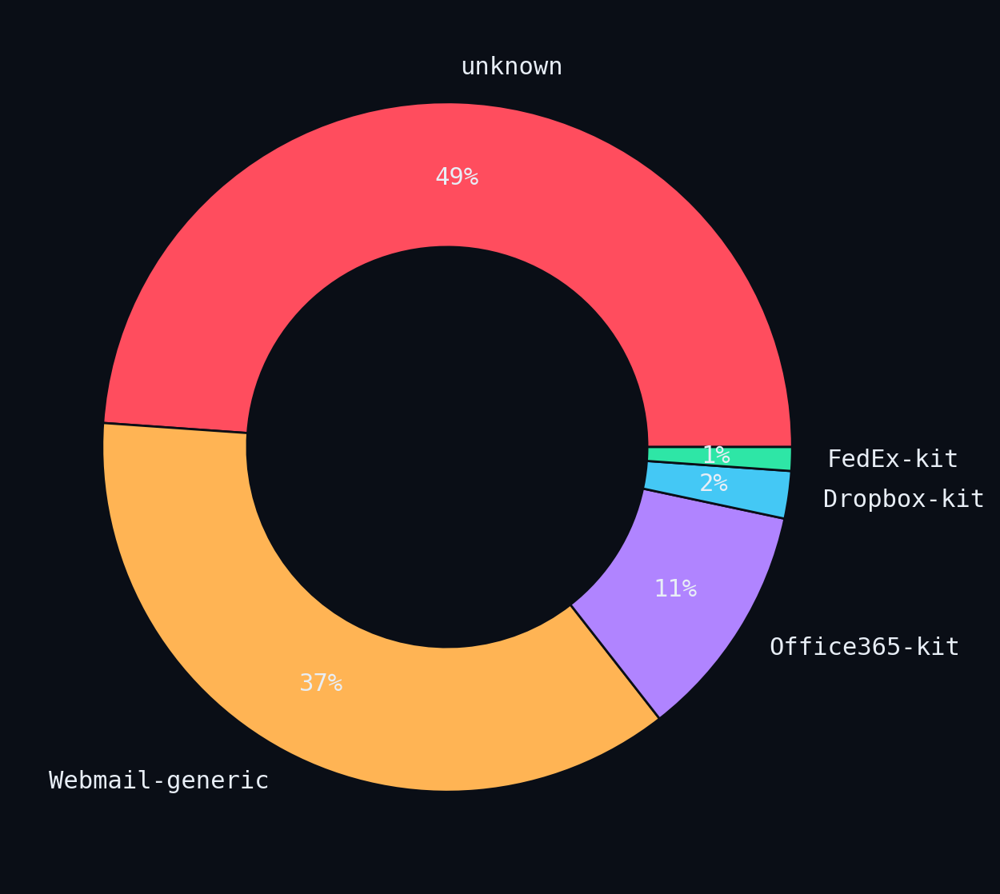 unknown
49%
1%
FedEx-kit
2%
Dropbox-kit
11%
Office365-kit
37%
Webmail-generic